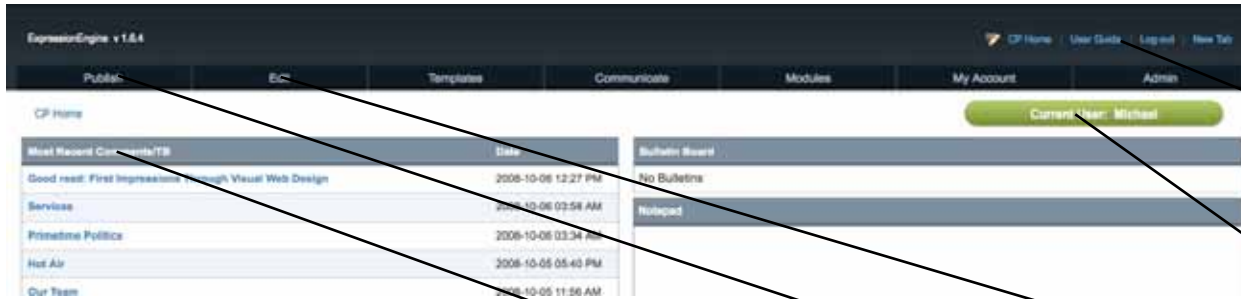 ExpressionEngine v 1.6.4
CP Home | User Guide | Log out | New Tab
Publish Edit Templates Communicate Modules My Account Admin
CP Home
Current User: Michael
Most Recent Comments/TB Date
Bulletin Board
Good read: First Impressions Through Visual Web Design 2008-10-06 12:27 PM
No Bulletins
Services 2008-10-06 03:58 AM
Notepad
Primetime Politics 2008-10-06 03:34 AM
Hot Air 2008-10-05 05:40 PM
Our Team 2008-10-05 11:56 AM